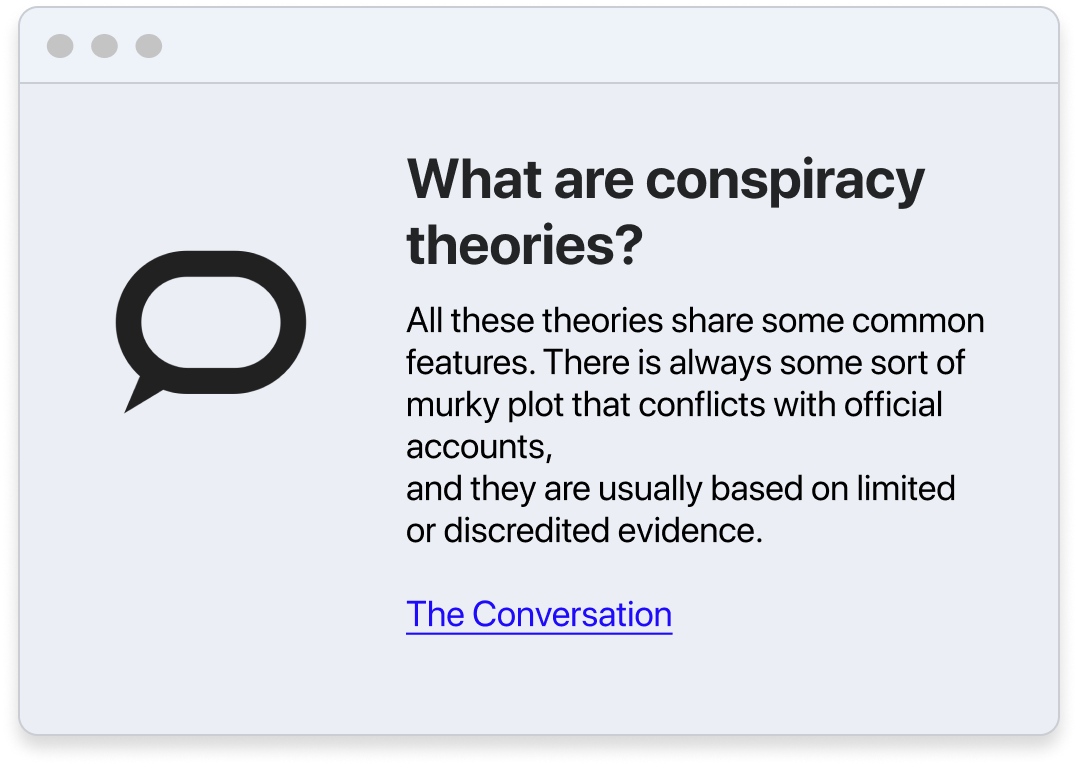 What are conspiracy
theories?
All these theories share some common
features. There is always some sort of
murky plot that conflicts with official
accounts,
and they are usually based on limited
or discredited evidence.
The Conversation